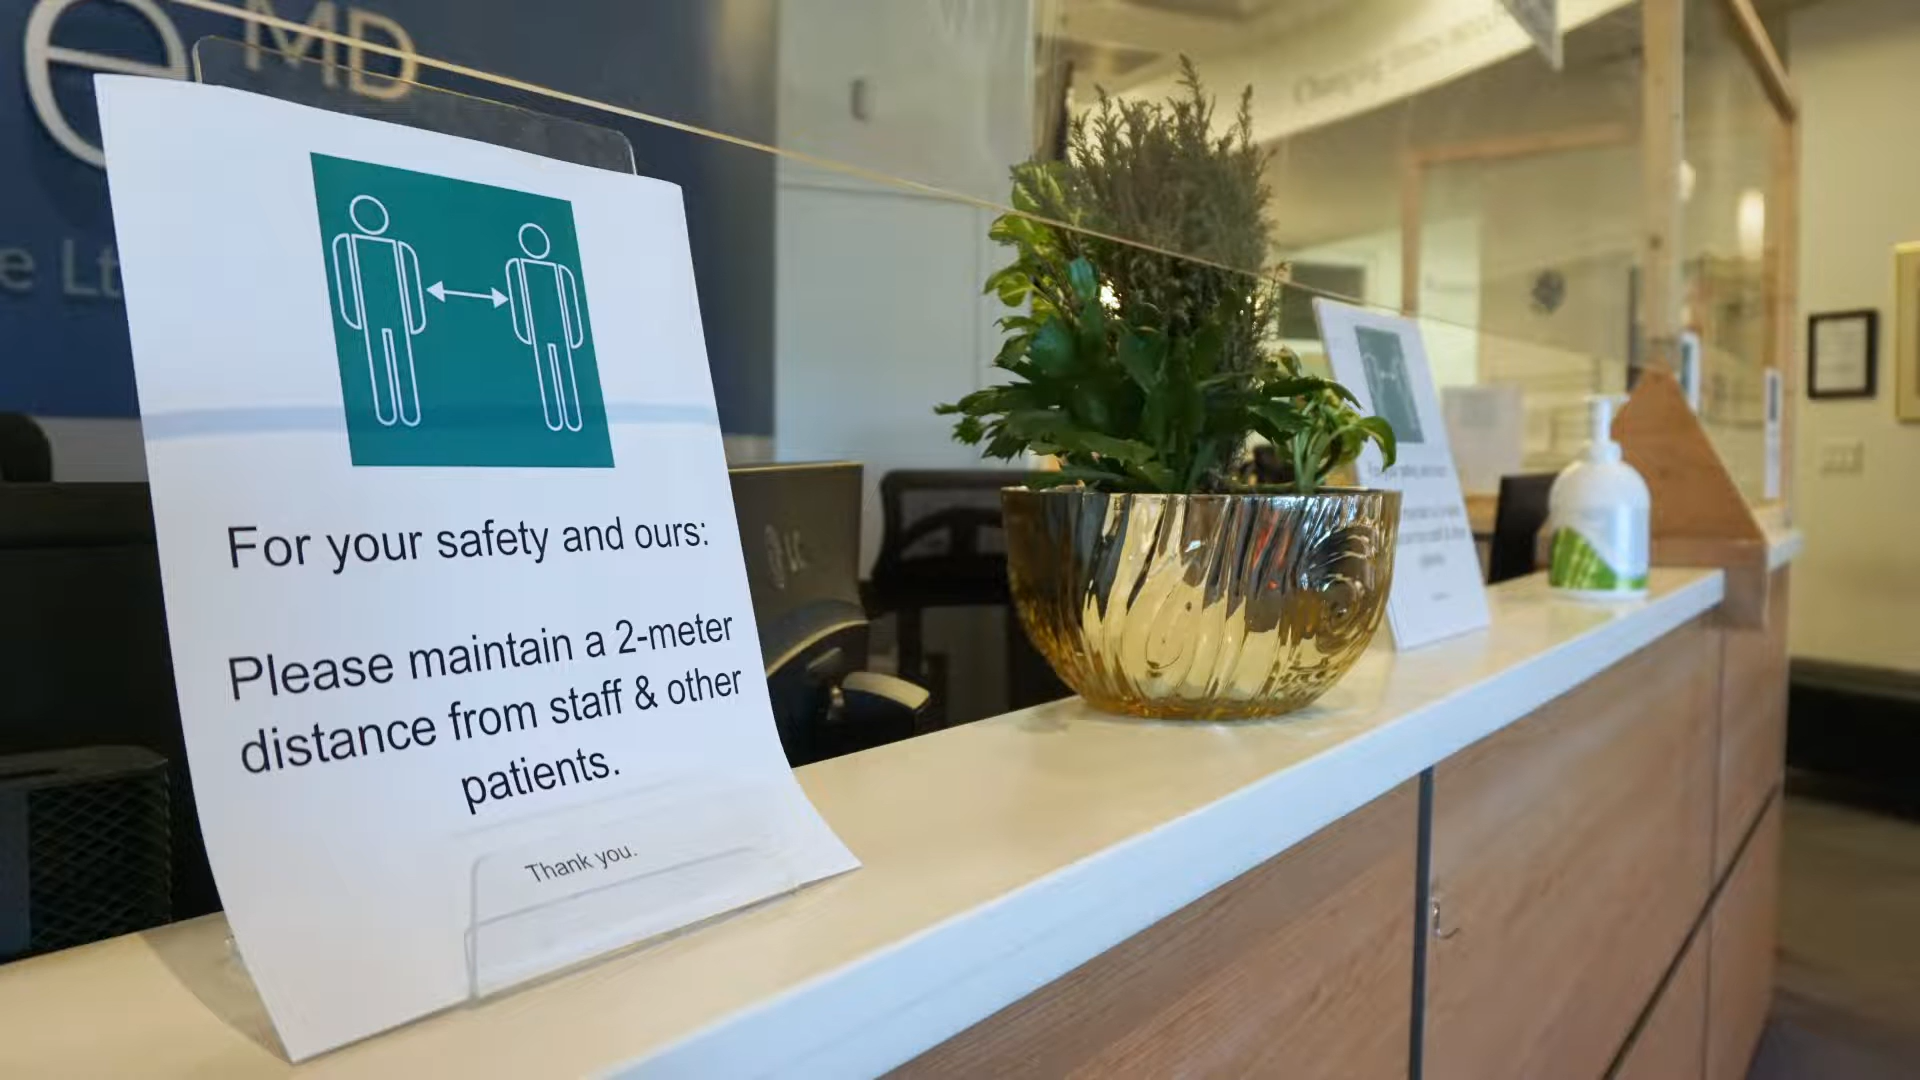 e MD
e Lt
For your safety and ours:
Please maintain a 2-meter
distance from staff & other
patients.
Thank you.